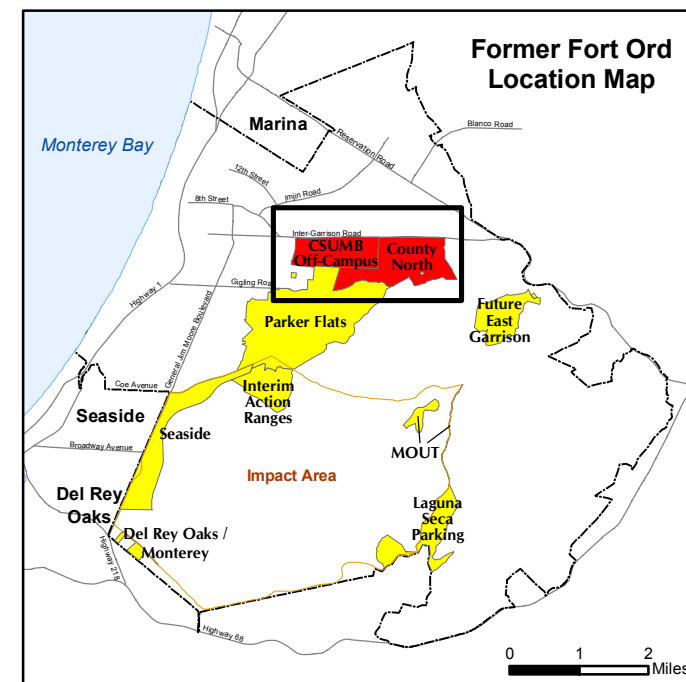 Former Fort Ord
Location Map
Marina
Blanco Road
Monterey Bay
Reservation Road
12th Street
Imjin Road
8th Street
Inter-Garrison Road
CSUMB
Off-Campus
County
North
Gigling Roa
Highway 1
General Jim Moore Boulevard
Parker Flats
Future
East
Garrison
Coe Avenue
Interim
Action
Ranges
Seaside
Seaside
Broadway Avenue
MOUT
Impact Area
Del Rey
Oaks
Laguna
Seca
Parking
Del Rey Oaks /
Monterey
Highway 218
Highway 68
0 1 2
Miles